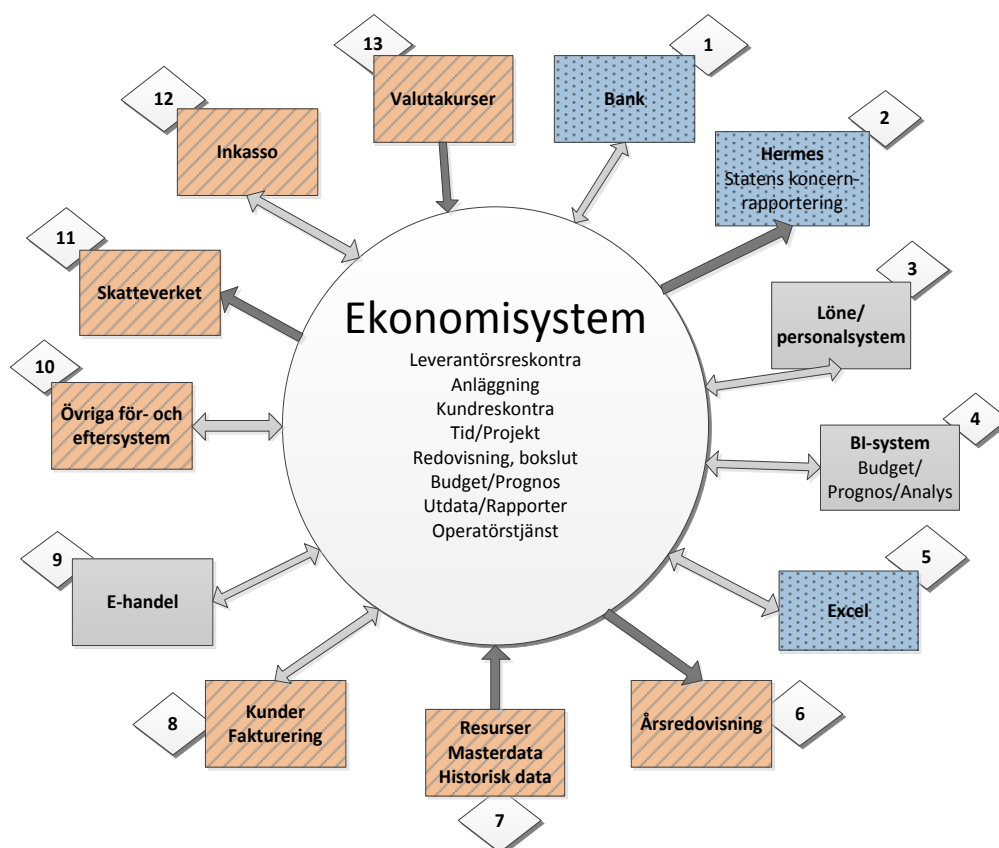 13
Valutakurser
1
Bank
12
Inkasso
2
Hermes
Statens koncern-
rapportering
11
Skatteverket
3
Löne/
personalsystem
10
Övriga för- och
eftersystem
4
BI-system
Budget/
Prognos/Analys
Ekonomisystem
Leverantörsreskontra
Anläggning
Kundreskontra
Tid/Projekt
Redovisning, bokslut
Budget/Prognos
Utdata/Rapporter
Operatörstjänst
9
E-handel
5
Excel
8
Kunder
Fakturering
7
Resurser
Masterdata
Historisk data
6
Årsredovisning